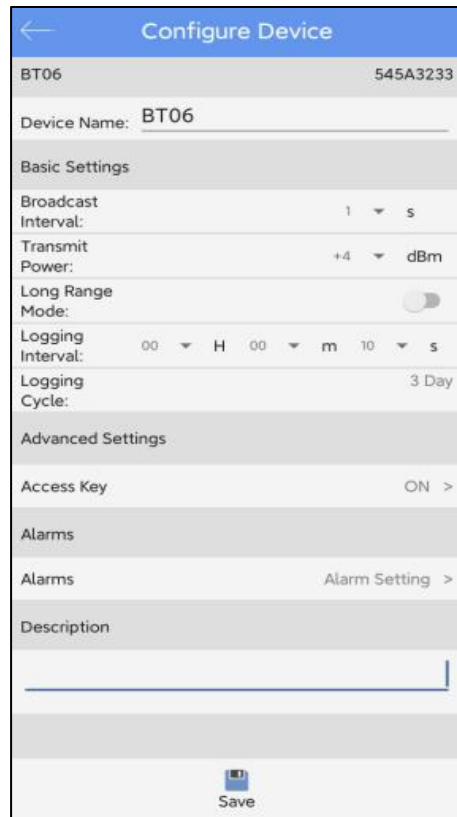 Configure Device
BT06 545A3233
Device Name: BT06
Basic Settings
Broadcast
Interval: 1 s
Transmit
Power: +4 dBm
Long Range
Mode:
Logging
Interval: 00 H 00 m 10 s
Logging
Cycle: 3 Day
Advanced Settings
Access Key ON >
Alarms
Alarms Alarm Setting >
Description
Save